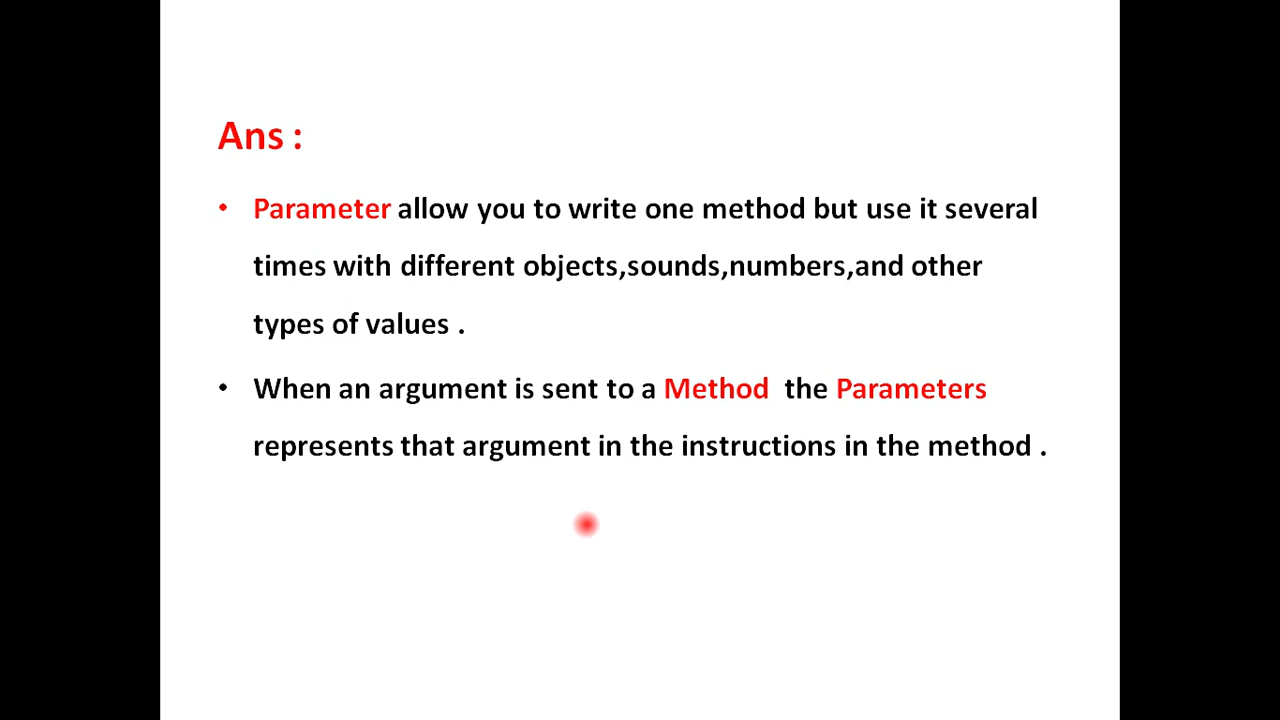 Ans :
• Parameter allow you to write one method but use it several
times with different objects,sounds,numbers,and other
types of values .
• When an argument is sent to a Method  the Parameters
represents that argument in the instructions in the method .